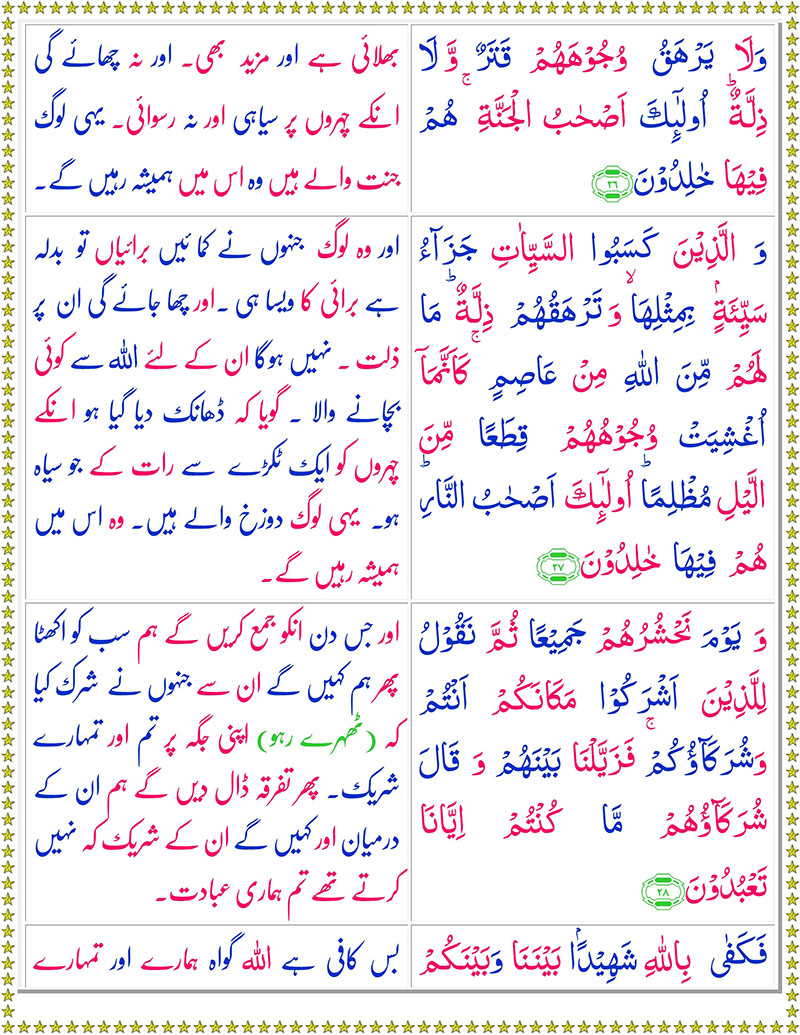 وَلَا يَرْهَقُ وُجُوْهَهُمْ قَتَرٌ وَّ لَا
ذِلَّةٌ ؕ اُولٰٓئِكَ اَصْحٰبُ الْجَنَّةِ ۚ هُمْ
فِيْهَا خٰلِدُوْنَ ۝۲۶
بھلائی ہے اور مزید بھی۔ اور نہ چھائے گی
انکے چہروں پر سیاہی اور نہ رسوائی۔ یہی لوگ
جنت والے ہیں وہ اس میں ہمیشہ رہیں گے۔
وَ الَّذِيْنَ كَسَبُوا السَّيِّاٰتِ جَزَآءُ
سَيِّئَةٍۭ بِمِثْلِهَا ۙ وَ تَرْهَقُهُمْ ذِلَّةٌ ؕ مَا
لَهُمْ مِّنَ اللّٰهِ مِنْ عَاصِمٍ ۚ كَاَنَّمَاۤ
اُغْشِيَتْ وُجُوْهُهُمْ قِطَعًا مِّنَ
الَّيْلِ مُظْلِمًا ؕ اُولٰٓئِكَ اَصْحٰبُ النَّارِ ؕ
هُمْ فِيْهَا خٰلِدُوْنَ ۝۲۷
اور وہ لوگ جنہوں نے کمائیں برائیاں تو بدلہ
ہے برائی کا ویسا ہی ۔اور چھا جائے گی ان پر
ذلت ۔ نہیں ہوگا ان کے لئے اللہ سے کوئی
بچانے والا ۔ گویا کہ ڈھانک دیا گیا ہو انکے
چہروں کو ایک ٹکڑے سے رات کے جو سیاہ
ہو۔ یہی لوگ دوزخ والے ہیں۔ وہ اس میں
ہمیشہ رہیں گے۔
وَ يَوْمَ نَحْشُرُهُمْ جَمِيْعًا ثُمَّ نَقُوْلُ
لِلَّذِيْنَ اَشْرَكُوْا مَكَانَكُمْ اَنْتُمْ
وَشُرَكَآؤُكُمْ ۚ فَزَيَّلْنَا بَيْنَهُمْ وَ قَالَ
شُرَكَآؤُهُمْ مَّا كُنْتُمْ اِيَّانَا
تَعْبُدُوْنَ ۝۲۸
اور جس دن انکو جمع کریں گے ہم سب کو اکھٹا
پھر ہم کہیں گے ان سے جنہوں نے شرک کیا
کہ (ٹھہرے رہو) اپنی جگہ پر تم اور تمہارے
شریک۔ پھر تفرقہ ڈال دیں گے ہم ان کے
درمیان اور کہیں گے ان کے شریک کہ نہیں
کرتے تھے تم ہماری عبادت۔
فَكَفٰى بِاللّٰهِ شَهِيْدًۢا بَيْنَنَا وَبَيْنَكُمْ
بس کافی ہے اللہ گواہ ہمارے اور تمہارے